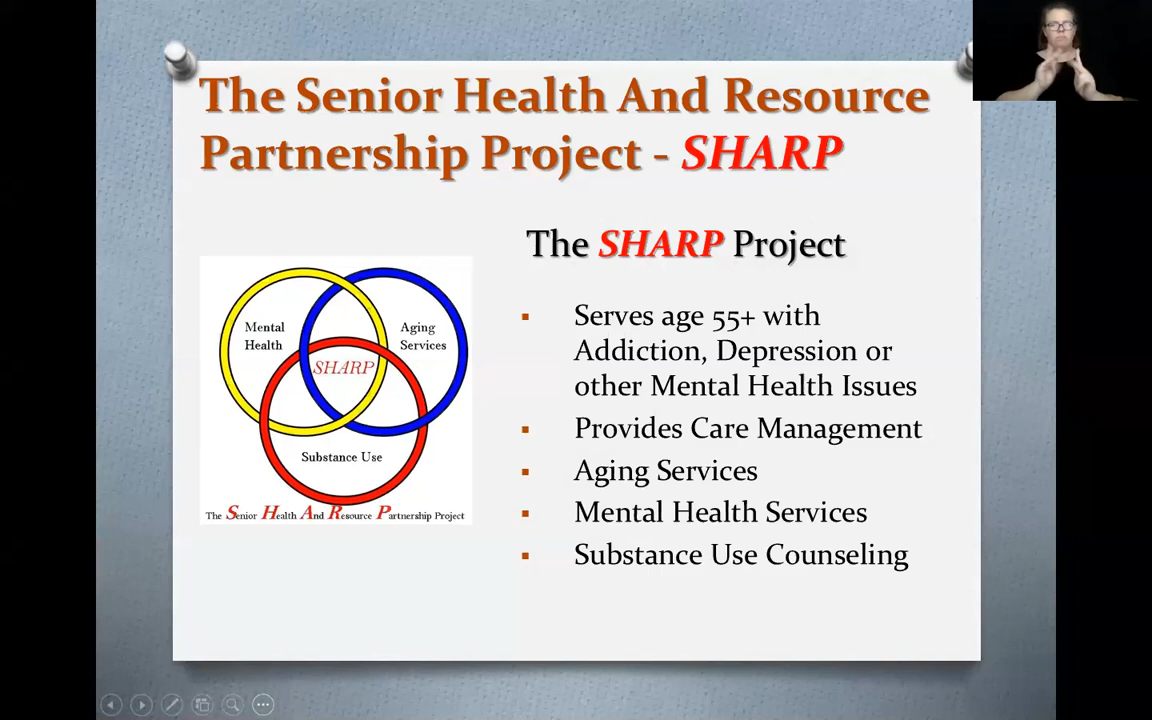 The Senior Health And Resource
Partnership Project - SHARP
The SHARP Project
Mental
Health
Aging
Services
SHARP
Substance Use
The Senior Health And Resource Partnership Project
▪ Serves age 55+ with
Addiction, Depression or
other Mental Health Issues
▪ Provides Care Management
▪ Aging Services
▪ Mental Health Services
▪ Substance Use Counseling